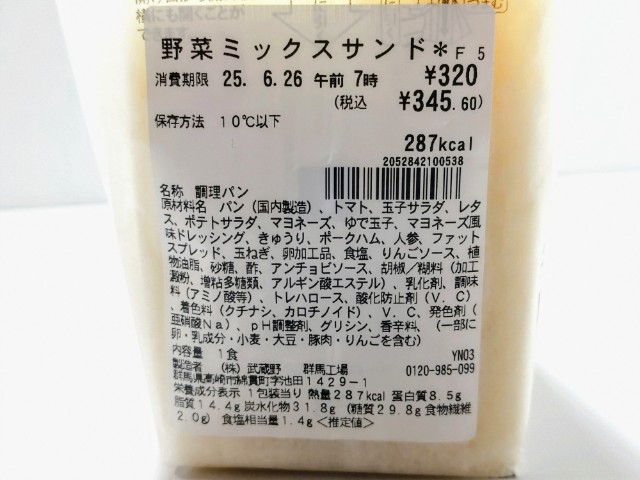 横にも開くことが
野菜ミックスサンド*F 5
消費期限 25. 6.26 午前 7時 ¥320
(税込 ¥345.60)
保存方法 10℃以下
287kcal
2052842100538
名称 調理パン
原材料名 パン(国内製造)、トマト、玉子サラダ、レタ
ス、ポテトサラダ、マヨネーズ、ゆで玉子、マヨネーズ風
味ドレッシング、きゅうり、ポークハム、人参、ファット
スプレッド、玉ねぎ、卵加工品、食塩、りんごソース、植
物油脂、砂糖、酢、アンチョビソース、胡椒/糊料(加工
澱粉、増粘多糖類、アルギン酸エステル)、乳化剤、調味
料(アミノ酸等)、トレハロース、酸化防止剤(V.C)
、着色料(クチナシ、カロチノイド)、V.C、発色剤(
亜硝酸Na)、pH調整剤、グリシン、香辛料、(一部に
卵・乳成分・小麦・大豆・豚肉・りんごを含む)
内容量 1食 YN03
製造者 (株)武蔵野 群馬工場 0120-985-099
群馬県高崎市綿貫町字池田1429-1
栄養成分表示 1包装当り 熱量287kcal 蛋白質8.5g
脂質14.4g 炭水化物31.8g (糖質29.8g 食物繊維
2.0g) 食塩相当量1.4g<推定値>